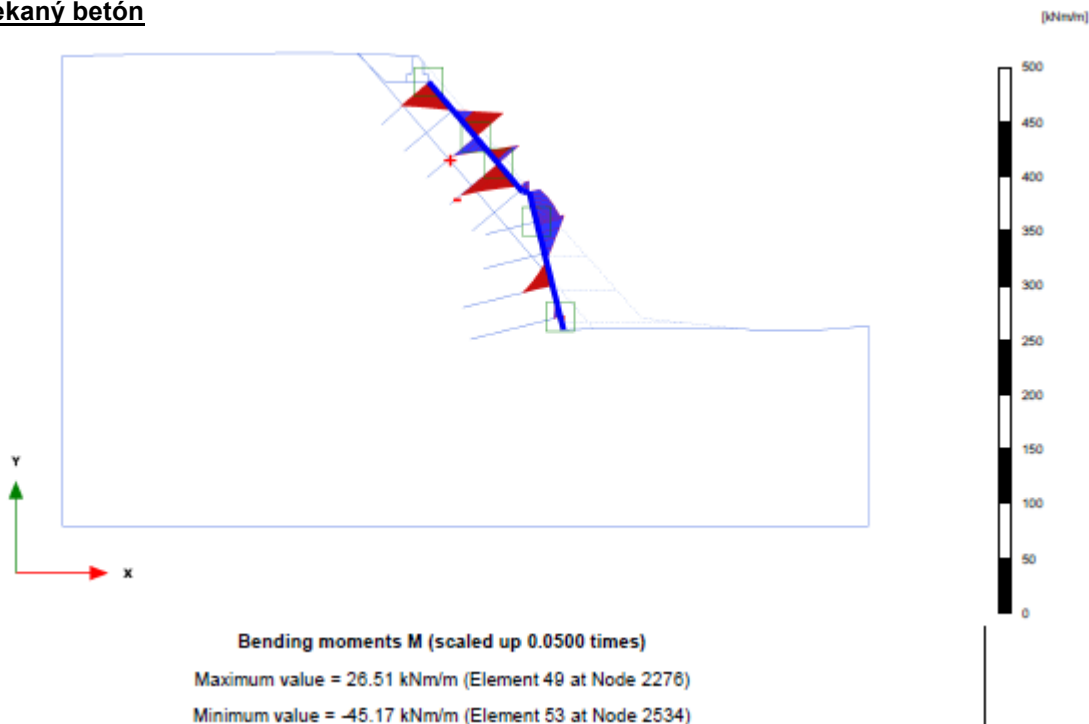 ekaný betón
[kNm/m]
500
450
400
350
300
250
200
150
100
50
0
+
-
Y
x
Bending moments M (scaled up 0.0500 times)
Maximum value = 26.51 kNm/m (Element 49 at Node 2276)
Minimum value = -45.17 kNm/m (Element 53 at Node 2534)